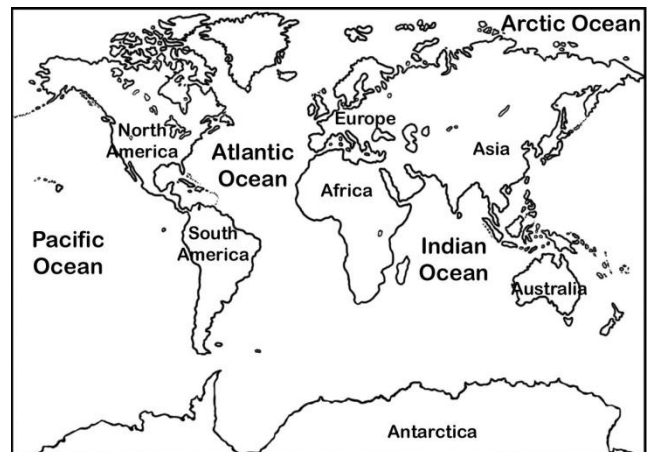 Arctic Ocean
North
America
Atlantic
Ocean
Europe
Asia
Africa
Pacific
Ocean
South
America
Indian
Ocean
Australia
Antarctica